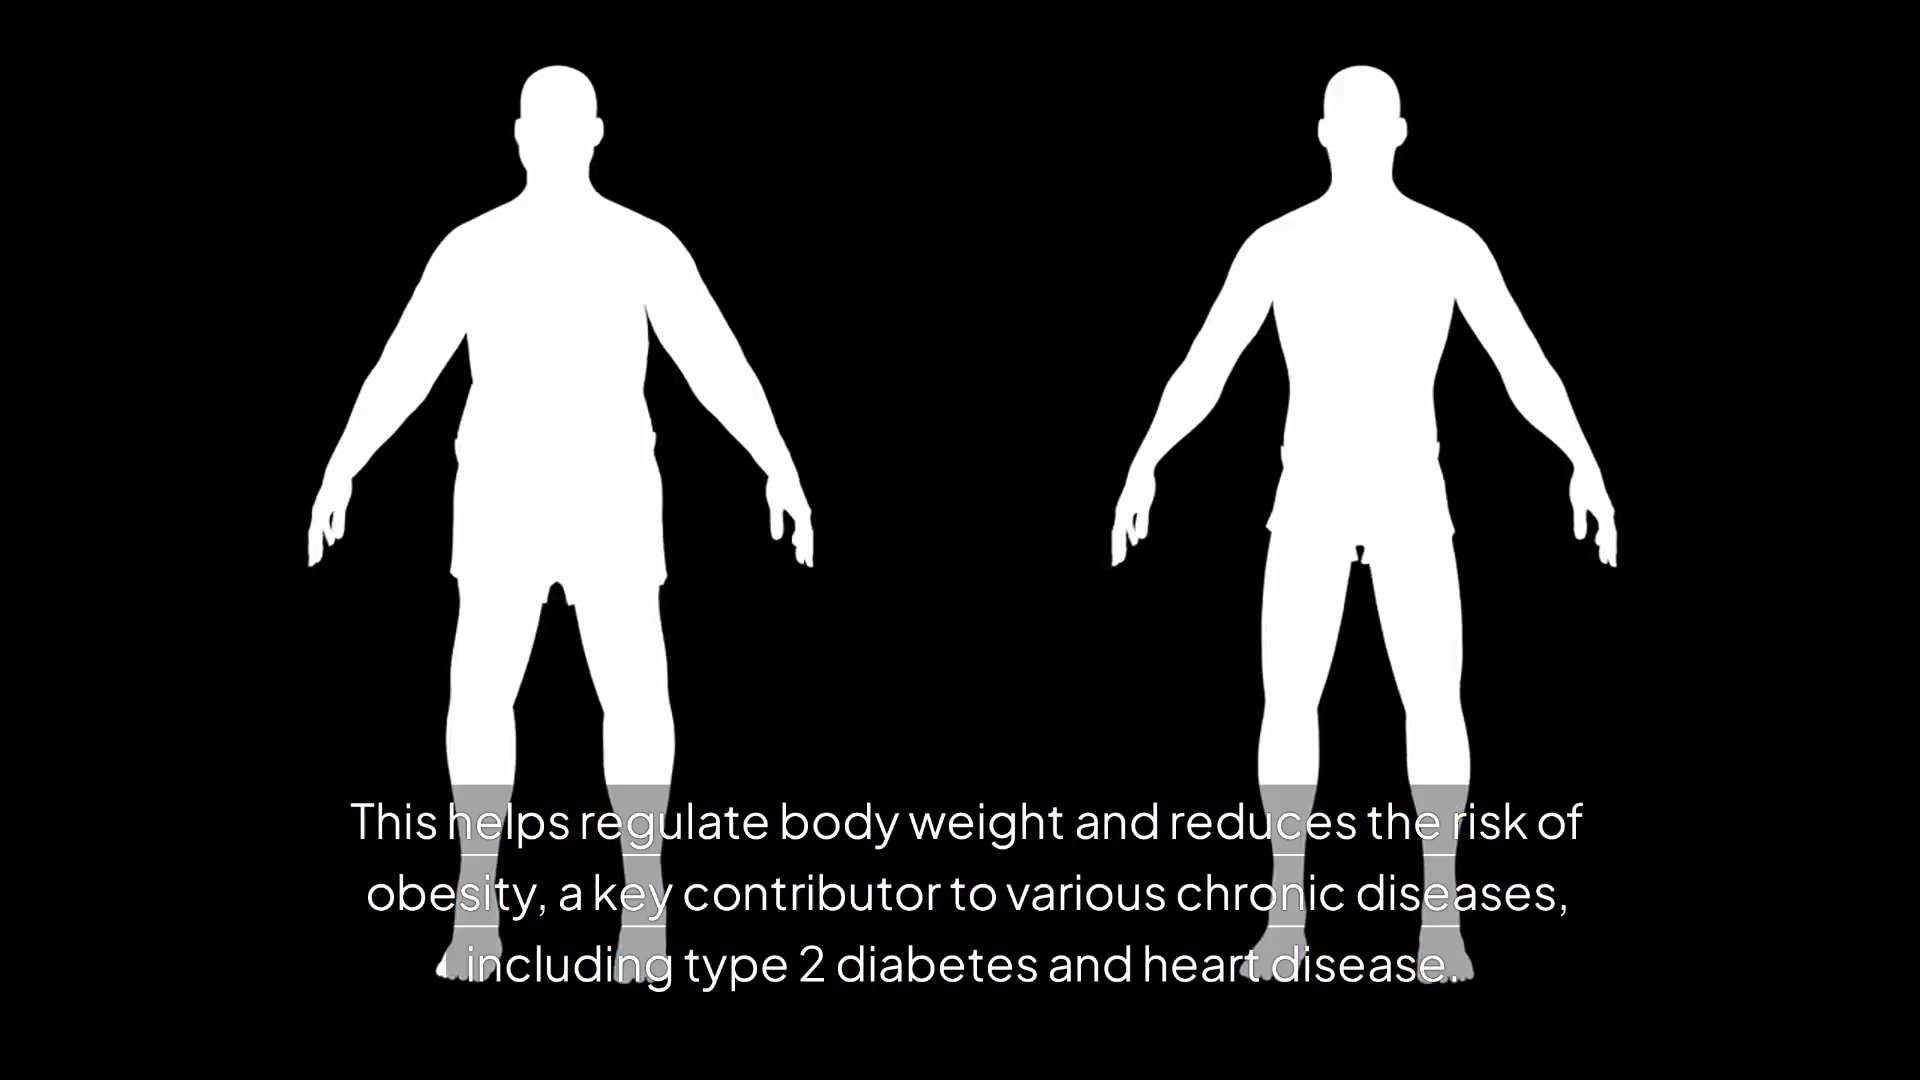 This helps regulate body weight and reduces the risk of
obesity, a key contributor to various chronic diseases,
including type 2 diabetes and heart disease.